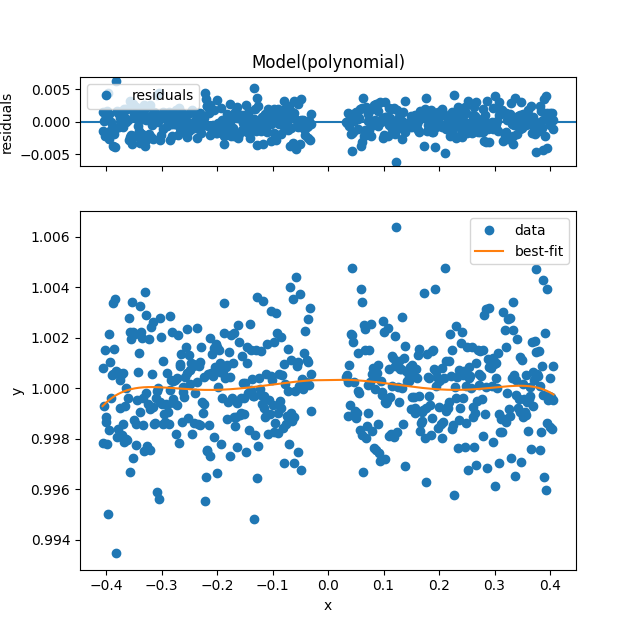 Model(polynomial)
residuals
0.005
0.000
−0.005
residuals
data
best-fit
1.006
1.004
1.002
1.000
0.998
0.996
0.994
y
−0.4 −0.3 −0.2 −0.1 0.0 0.1 0.2 0.3 0.4
x